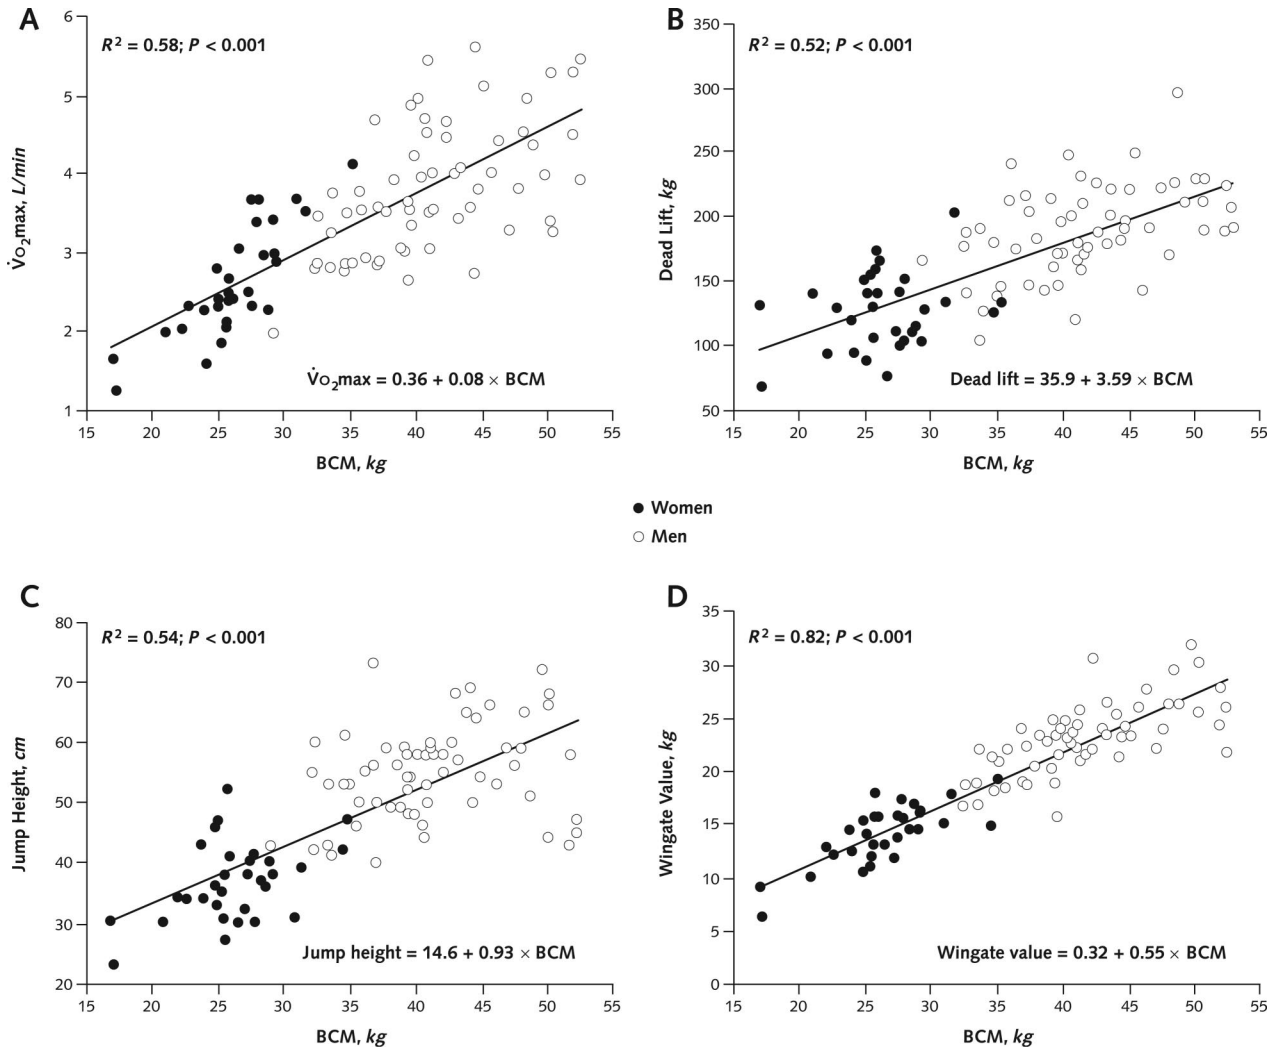 A
R² = 0.58; P < 0.001
6
5
4
3
2
1
V̇O₂max, L/min
V̇O₂max = 0.36 + 0.08 × BCM
15 20 25 30 35 40 45 50 55
BCM, kg
B
R² = 0.52; P < 0.001
350
300
250
200
150
100
50
Dead Lift, kg
Dead lift = 35.9 + 3.59 × BCM
15 20 25 30 35 40 45 50 55
BCM, kg
Women
Men
C
R² = 0.54; P < 0.001
80
70
60
50
40
30
20
Jump Height, cm
Jump height = 14.6 + 0.93 × BCM
15 20 25 30 35 40 45 50 55
BCM, kg
D
R² = 0.82; P < 0.001
35
30
25
20
15
10
5
0
Wingate Value, kg
Wingate value = 0.32 + 0.55 × BCM
15 20 25 30 35 40 45 50 55
BCM, kg